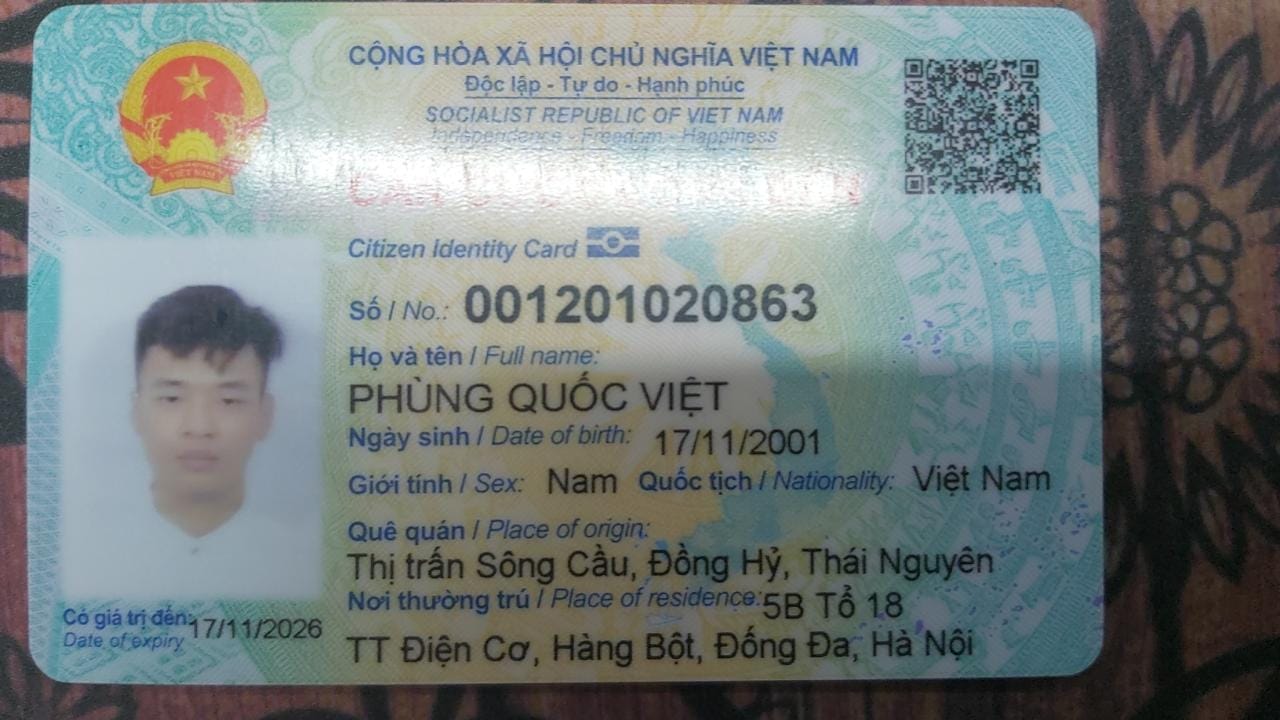 CỘNG HÒA XÃ HỘI CHỦ NGHĨA VIỆT NAM
Độc lập - Tự do - Hạnh phúc
SOCIALIST REPUBLIC OF VIET NAM
Independence - Freedom - Happiness
VIỆT NAM
Citizen Identity Card
Số / No.: 001201020863
Họ và tên / Full name:
PHÙNG QUỐC VIỆT
Ngày sinh / Date of birth: 17/11/2001
Giới tính / Sex: Nam Quốc tịch / Nationality: Việt Nam
Quê quán / Place of origin:
Thị trấn Sông Cầu, Đồng Hỷ, Thái Nguyên
Nơi thường trú / Place of residence: 5B Tổ 18
TT Điện Cơ, Hàng Bột, Đống Đa, Hà Nội
Có giá trị đến: 17/11/2026
Date of expiry